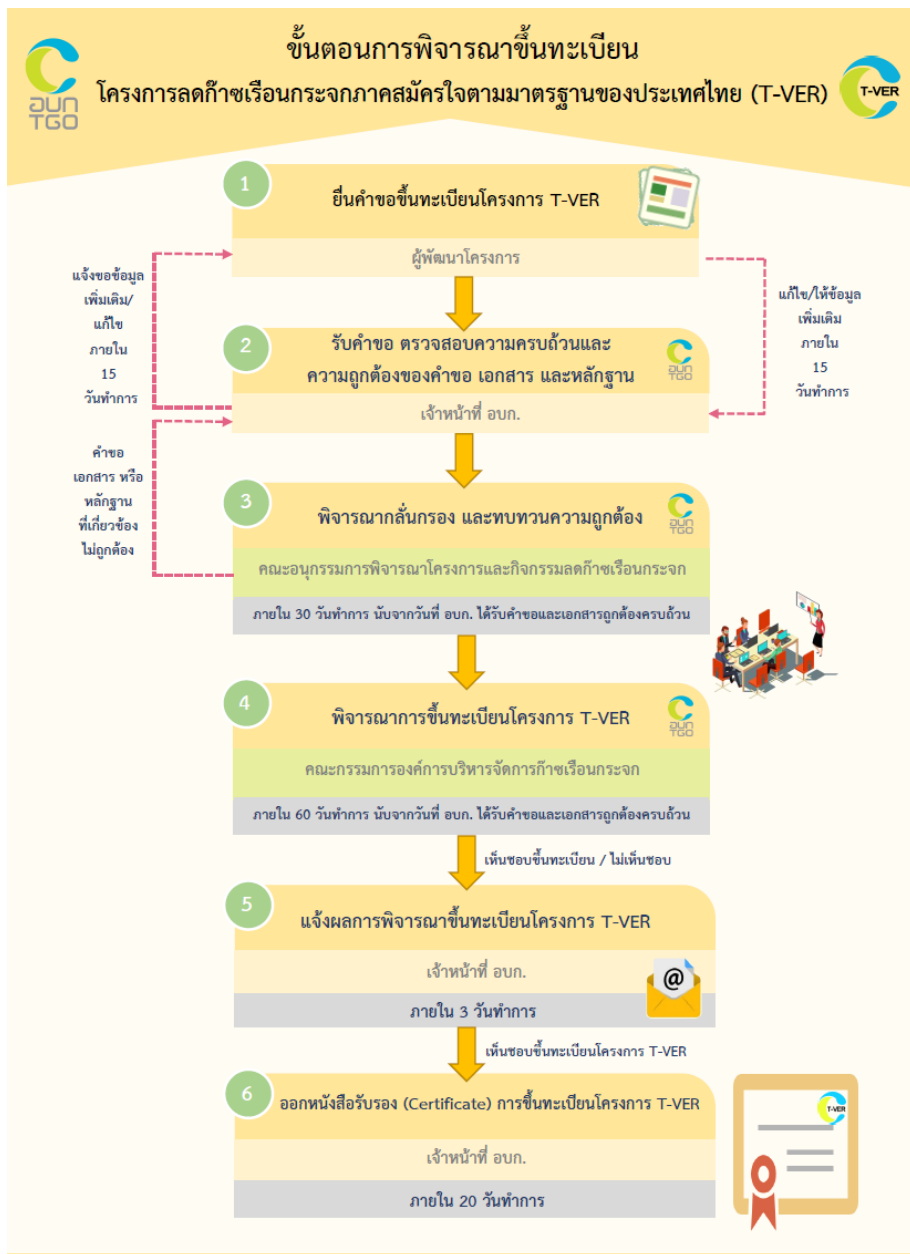 ขั้นตอนการพิจารณาขึ้นทะเบียน
โครงการลดก๊าซเรือนกระจกภาคสมัครใจตามมาตรฐานของประเทศไทย (T-VER)
อบก
TGO
T-VER
1
ยื่นคำขอขึ้นทะเบียนโครงการ T-VER
ผู้พัฒนาโครงการ
แจ้งขอข้อมูล
เพิ่มเติม/
แก้ไข
ภายใน
15
วันทำการ
แก้ไข/ให้ข้อมูล
เพิ่มเติม
ภายใน
15
วันทำการ
2
รับคำขอ ตรวจสอบความครบถ้วนและ
ความถูกต้องของคำขอ เอกสาร และหลักฐาน
อบก
TGO
เจ้าหน้าที่ อบก.
คำขอ
เอกสาร หรือ
หลักฐาน
ที่เกี่ยวข้อง
ไม่ถูกต้อง
3
พิจารณากลั่นกรอง และทบทวนความถูกต้อง
อบก
TGO
คณะอนุกรรมการพิจารณาโครงการและกิจกรรมลดก๊าซเรือนกระจก
ภายใน 30 วันทำการ นับจากวันที่ อบก. ได้รับคำขอและเอกสารถูกต้องครบถ้วน
4
พิจารณาการขึ้นทะเบียนโครงการ T-VER
อบก
TGO
คณะกรรมการองค์การบริหารจัดการก๊าซเรือนกระจก
ภายใน 60 วันทำการ นับจากวันที่ อบก. ได้รับคำขอและเอกสารถูกต้องครบถ้วน
เห็นชอบขึ้นทะเบียน / ไม่เห็นชอบ
5
แจ้งผลการพิจารณาขึ้นทะเบียนโครงการ T-VER
เจ้าหน้าที่ อบก.
@
ภายใน 3 วันทำการ
เห็นชอบขึ้นทะเบียนโครงการ T-VER
6
ออกหนังสือรับรอง (Certificate) การขึ้นทะเบียนโครงการ T-VER
T-VER
เจ้าหน้าที่ อบก.
ภายใน 20 วันทำการ